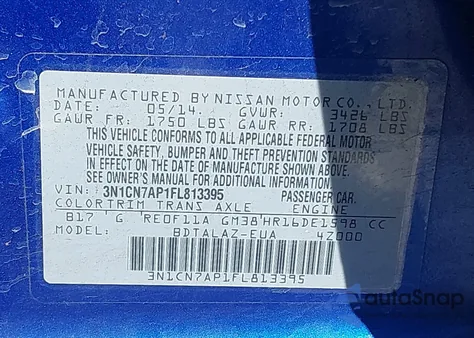 MANUFACTURED BY NISSAN MOTOR CO., LTD.
DATE: 05/14. GVWR: 3426 LBS
GAWR FR: 1750 LBS GAWR RR: 1708 LBS
THIS VEHICLE CONFORMS TO ALL APPLICABLE FEDERAL MOTOR
VEHICLE SAFETY, BUMPER AND THEFT PREVENTION STANDARDS
IN EFFECT ON THE DATE OF MANUFACTURE SHOWN ABOVE.
SEE OWNER'S MANUAL AND FMVSS PAMPHLET.
VIN: 3N1CN7AP1FL813395 PASSENGER CAR.
COLOR TRIM TRANS AXLE ENGINE
B17 G RE0F11A GM38 HR16DE 1598 CC
MODEL: BDTALAZ-EUA 4Z000
3N1CN7AP1FL813395
autoSnap